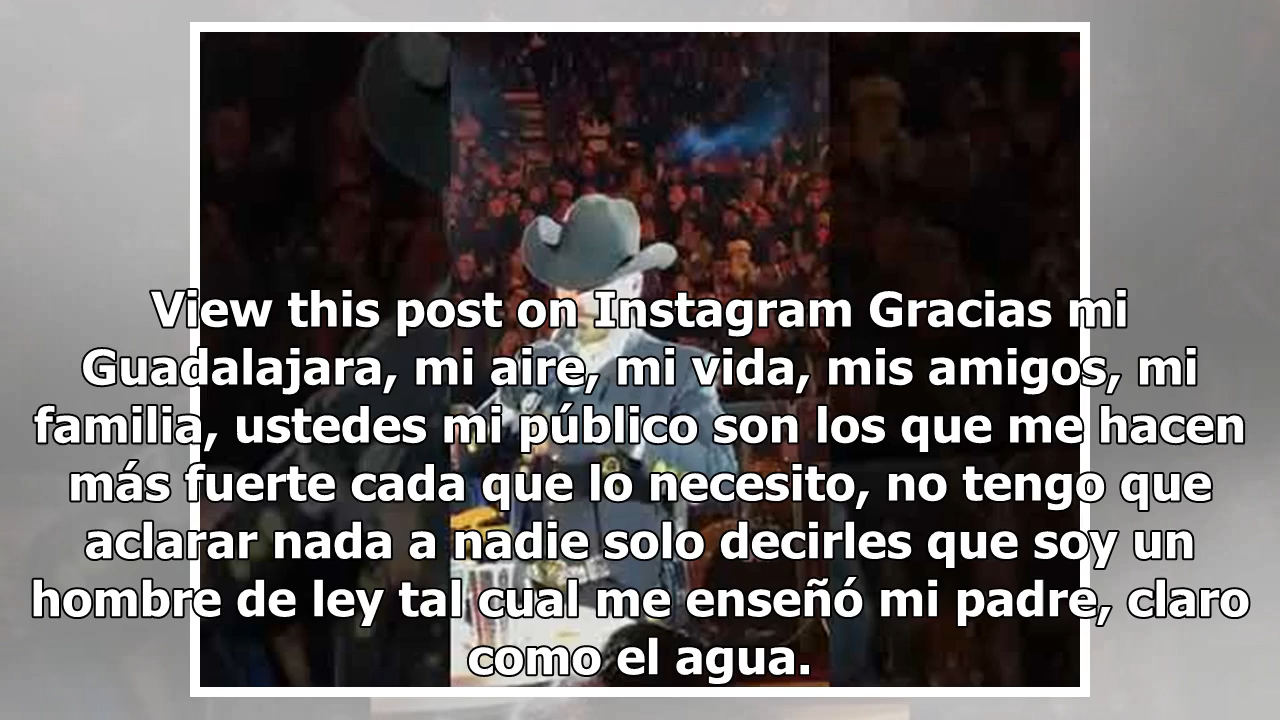 View this post on Instagram Gracias mi
Guadalajara, mi aire, mi vida, mis amigos, mi
familia, ustedes mi público son los que me hacen
más fuerte cada que lo necesito, no tengo que
aclarar nada a nadie solo decirles que soy un
hombre de ley tal cual me enseñó mi padre, claro
como el agua.